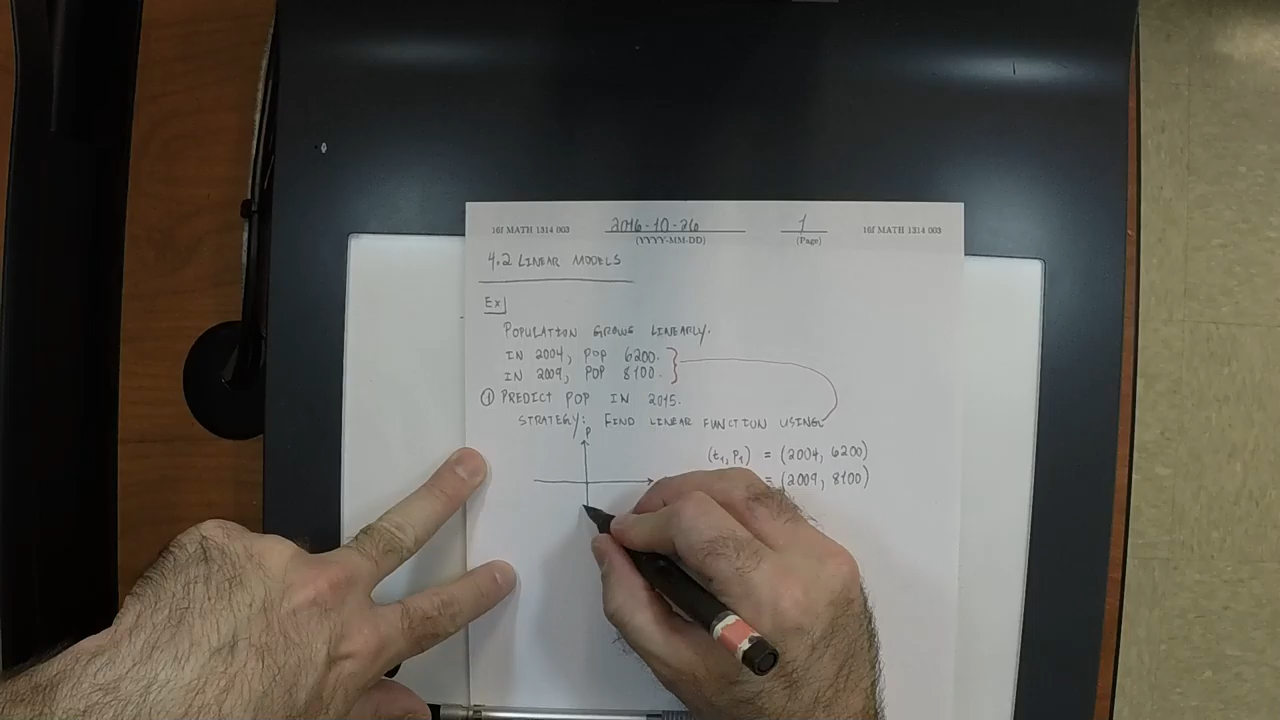 16f MATH 1314 003 2016-10-26 1 16f MATH 1314 003
(YYYY-MM-DD) (Page)
4.2 LINEAR MODELS
Ex
POPULATION GROWS LINEARLY.
IN 2004, POP 6200.
IN 2009, POP 8100.
① PREDICT POP IN 2015.
STRATEGY: FIND LINEAR FUNCTION USING
P
(t₁, P₁) = (2004, 6200)
= (2009, 8100)